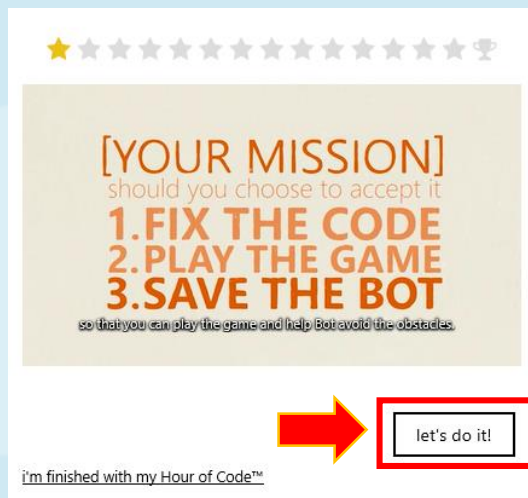 [YOUR MISSION]
should you choose to accept it
1.FIX THE CODE
2.PLAY THE GAME
3.SAVE THE BOT
so that you can play the game and help Bot avoid the obstacles.
let's do it!
i'm finished with my Hour of Code™